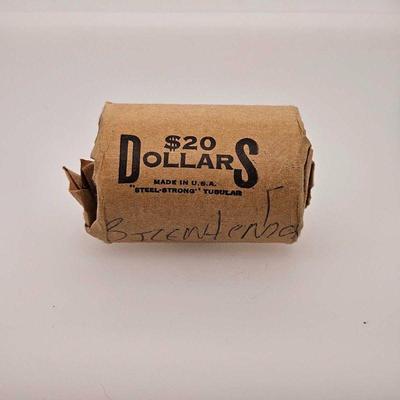 $20
DOLLARS
MADE IN U.S.A.
"STEEL-STRONG" TUBULAR